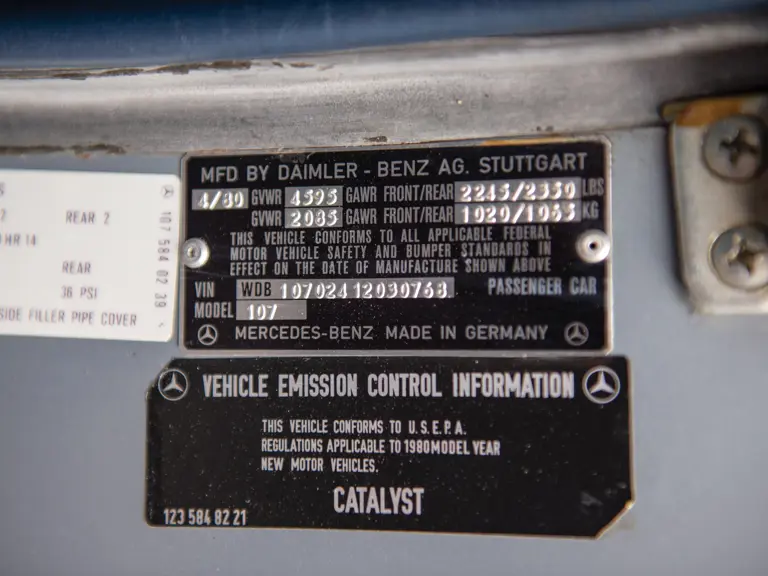 S
2 REAR 2
HR 14
REAR
36 PSI
SIDE FILLER PIPE COVER
107 584 02 39
MFD BY DAIMLER - BENZ AG. STUTTGART
4/80 GVWR 4595 GAWR FRONT/REAR 2245/2350 LBS
GVWR 2085 GAWR FRONT/REAR 1020/1065 KG
THIS VEHICLE CONFORMS TO ALL APPLICABLE FEDERAL
MOTOR VEHICLE SAFETY AND BUMPER STANDARDS IN
EFFECT ON THE DATE OF MANUFACTURE SHOWN ABOVE
VIN WDB 10702412030768 PASSENGER CAR
MODEL 107
MERCEDES-BENZ MADE IN GERMANY
VEHICLE EMISSION CONTROL INFORMATION
THIS VEHICLE CONFORMS TO U.S.E.P.A.
REGULATIONS APPLICABLE TO 1980 MODEL YEAR
NEW MOTOR VEHICLES.
CATALYST
123 584 82 21